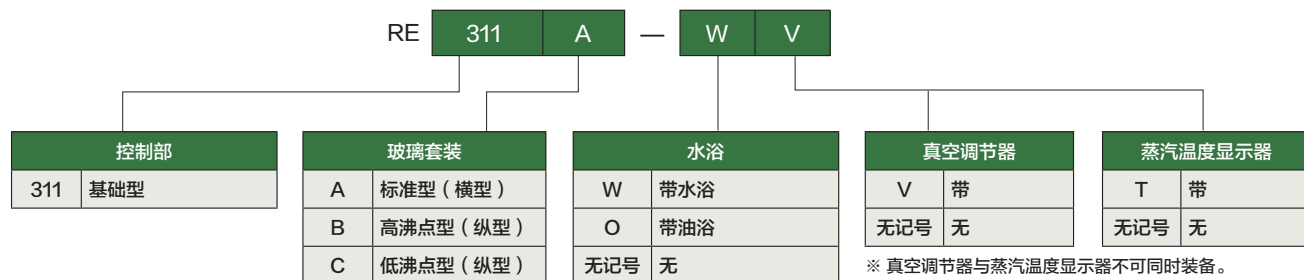 RE 311 A — W V
控制部 玻璃套装 水浴 真空调节器 蒸汽温度显示器
311 基础型 A 标准型（横型） W 带水浴 V 带 T 带
B 高沸点型（纵型） O 带油浴 无记号 无 无记号 无
C 低沸点型（纵型） 无记号 无 ※ 真空调节器与蒸汽温度显示器不可同时装备。